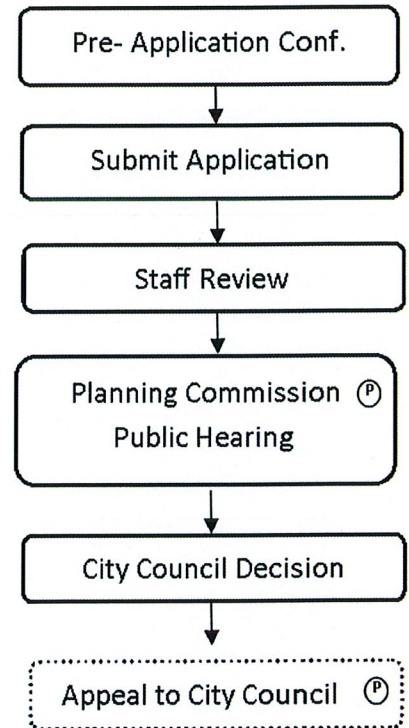 Pre- Application Conf.
Submit Application
Staff Review
Planning Commission Ⓟ
Public Hearing
City Council Decision
Appeal to City Council Ⓟ